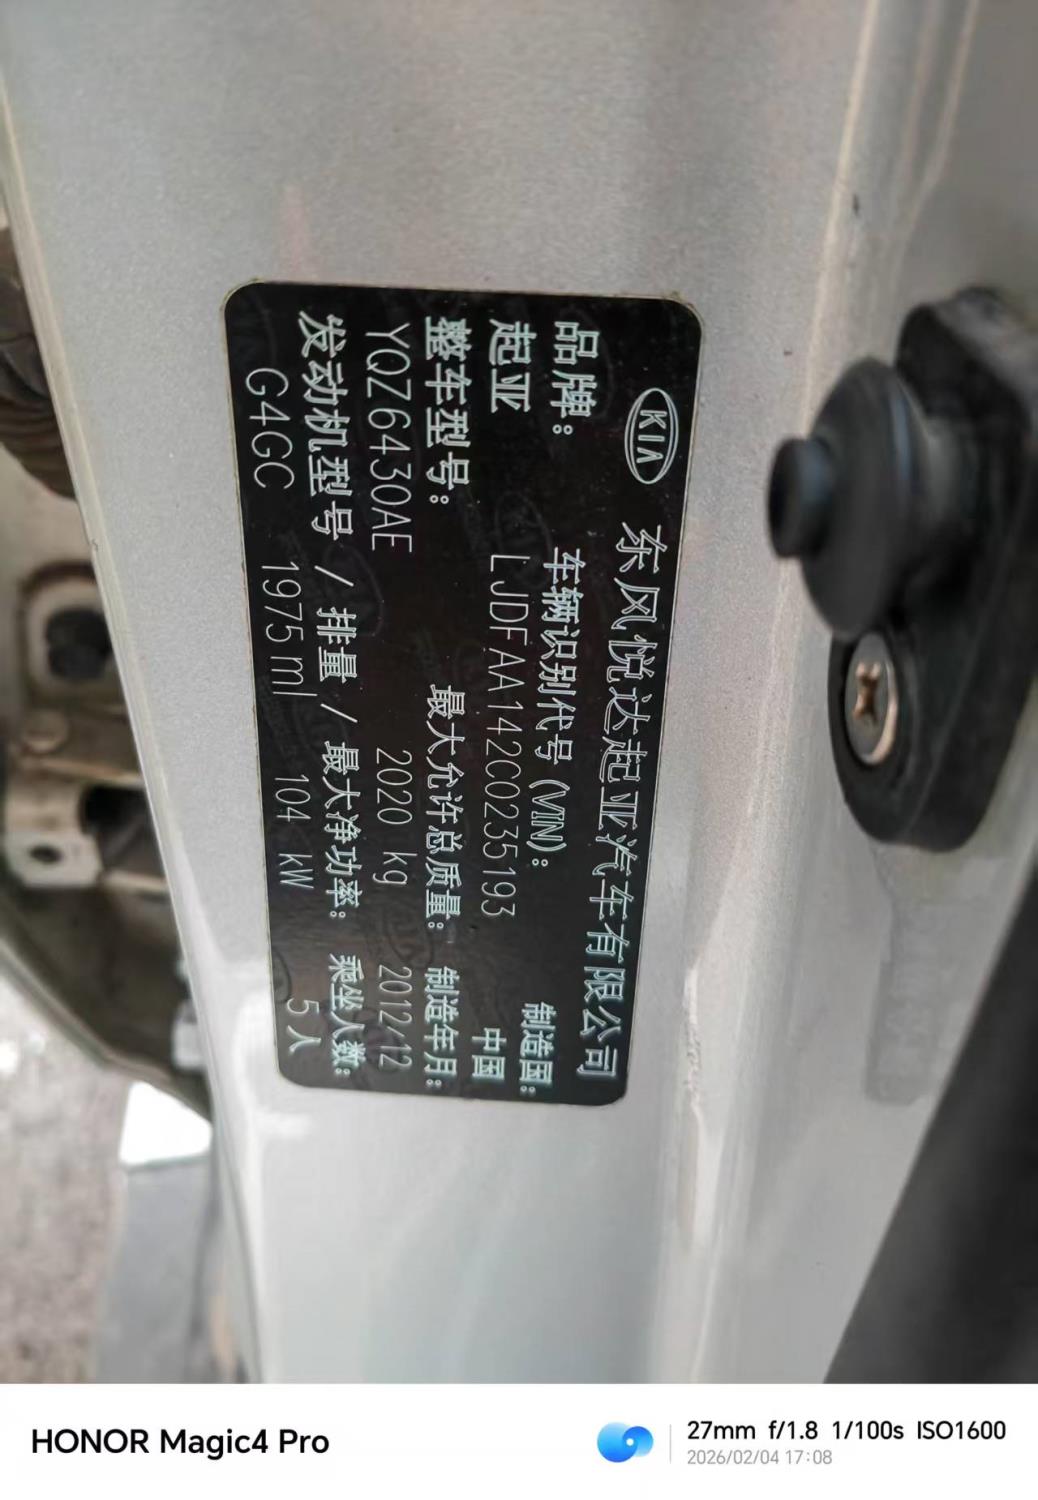 KIA 东风悦达起亚汽车有限公司
品牌: 车辆识别代号(VIN): 制造国:
起亚 LJDFAA142C0235193 中国
整车型号: 最大允许总质量: 制造年月:
YQZ6430AE 2020 kg 2012/12
发动机型号 / 排量 / 最大净功率: 乘坐人数:
G4GC 1975ml 104 kW 5人
HONOR Magic4 Pro
27mm f/1.8 1/100s ISO1600
2026/02/04 17:08